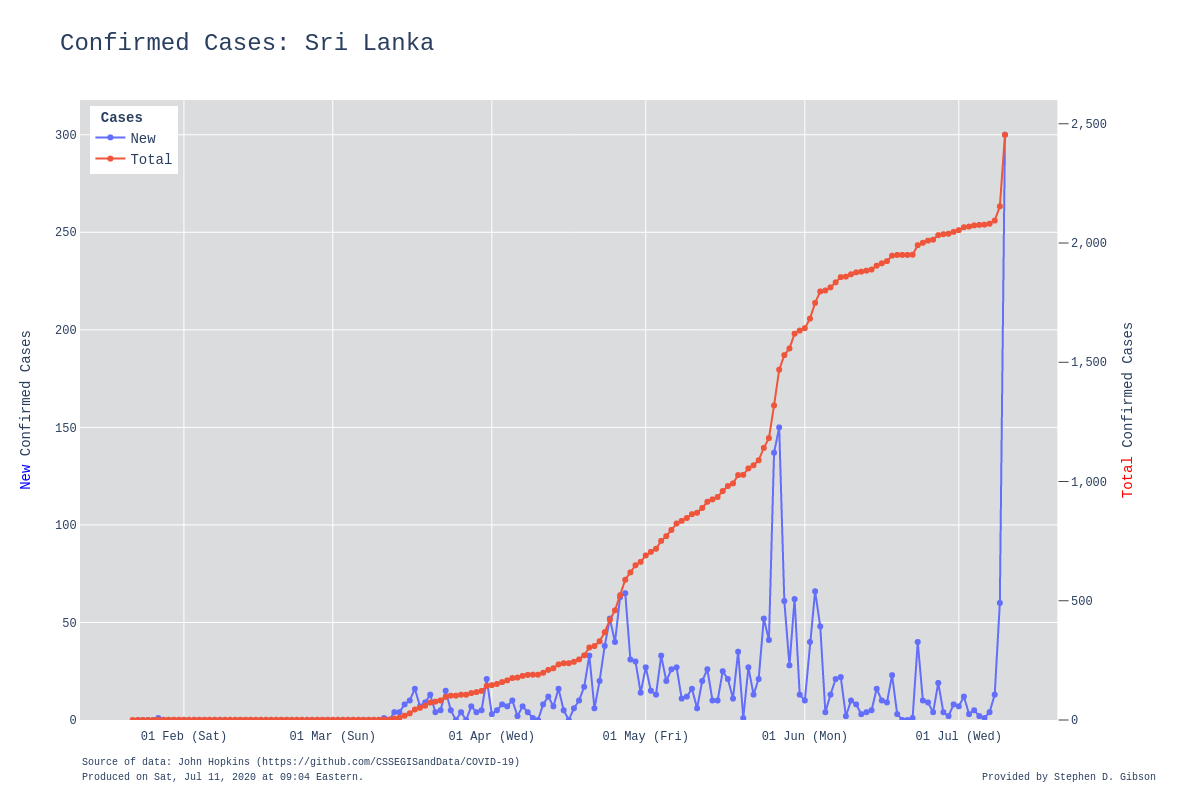 Confirmed Cases: Sri Lanka
Cases
New
Total
300
250
200
150
100
50
0
2,500
2,000
1,500
1,000
500
0
New Confirmed Cases
Total Confirmed Cases
01 Feb (Sat) 01 Mar (Sun) 01 Apr (Wed) 01 May (Fri) 01 Jun (Mon) 01 Jul (Wed)
Source of data: John Hopkins (https://github.com/CSSEGISandData/COVID-19)
Produced on Sat, Jul 11, 2020 at 09:04 Eastern.
Provided by Stephen D. Gibson